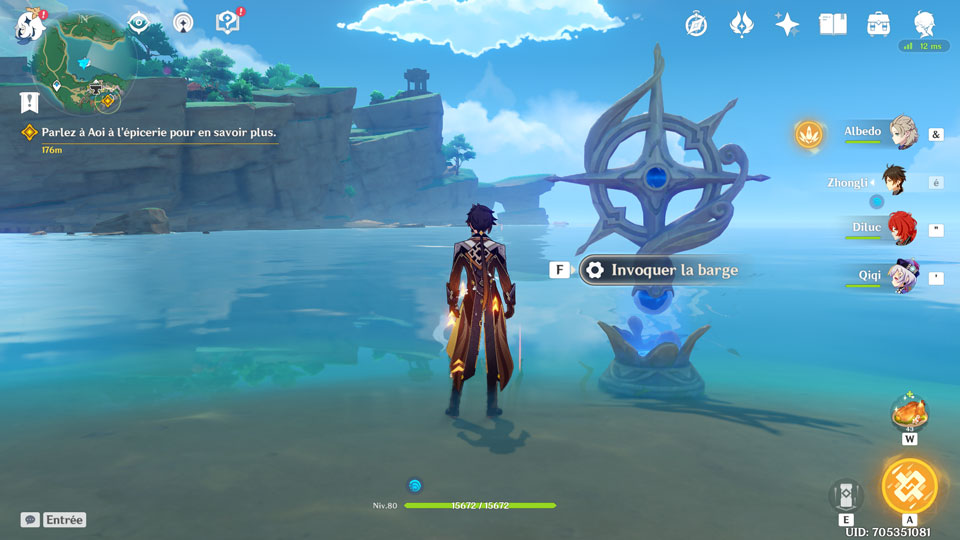 N
12 ms
Parlez à Aoi à l'épicerie pour en savoir plus.
176m
Albedo &
Zhongli é
Diluc "
Qiqi '
F Invoquer la barge
43
W
Niv.80 15672 / 15672
Entrée
E A
UID: 705351081